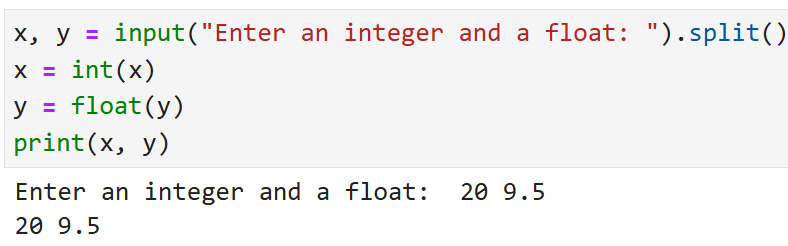 x, y = input("Enter an integer and a float: ").split()
x = int(x)
y = float(y)
print(x, y)
Enter an integer and a float:  20 9.5
20 9.5